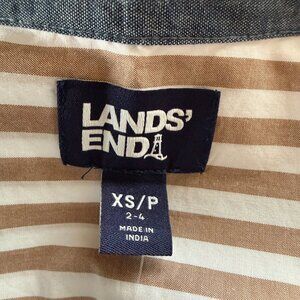 LANDS'
END
XS/P
2-4
MADE IN
INDIA